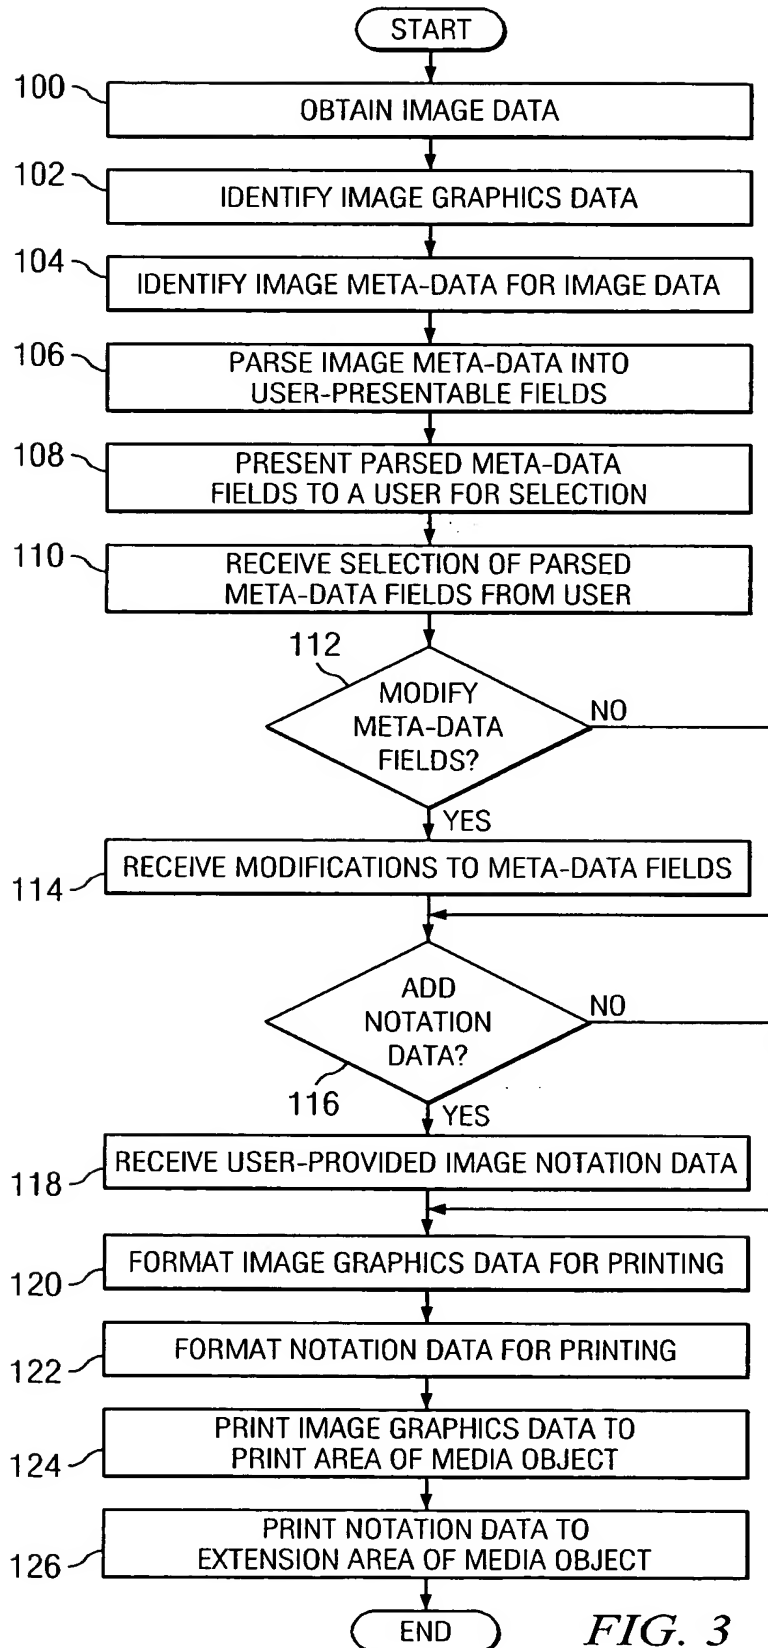 START
100
OBTAIN IMAGE DATA
102
IDENTIFY IMAGE GRAPHICS DATA
104
IDENTIFY IMAGE META-DATA FOR IMAGE DATA
106
PARSE IMAGE META-DATA INTO
USER-PRESENTABLE FIELDS
108
PRESENT PARSED META-DATA
FIELDS TO A USER FOR SELECTION
110
RECEIVE SELECTION OF PARSED
META-DATA FIELDS FROM USER
112
MODIFY
META-DATA
FIELDS?
NO
YES
RECEIVE MODIFICATIONS TO META-DATA FIELDS
114
ADD
NOTATION
DATA?
NO
116
YES
RECEIVE USER-PROVIDED IMAGE NOTATION DATA
118
FORMAT IMAGE GRAPHICS DATA FOR PRINTING
120
FORMAT NOTATION DATA FOR PRINTING
122
PRINT IMAGE GRAPHICS DATA TO
PRINT AREA OF MEDIA OBJECT
124
PRINT NOTATION DATA TO
EXTENSION AREA OF MEDIA OBJECT
126
END
FIG. 3